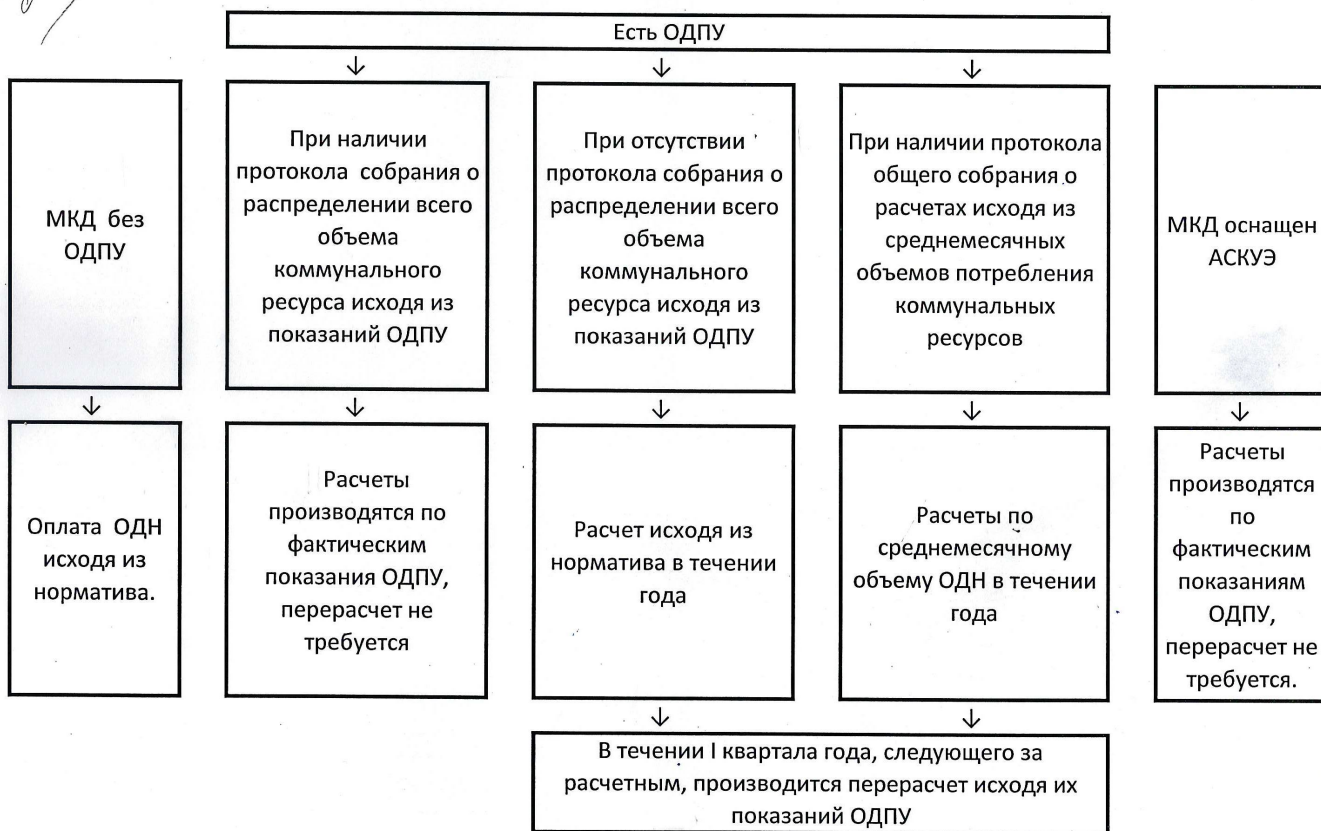 Есть ОДПУ
МКД без
ОДПУ
При наличии
протокола собрания о
распределении всего
объема
коммунального
ресурса исходя из
показаний ОДПУ
При отсутствии
протокола собрания о
распределении всего
объема
коммунального
ресурса исходя из
показаний ОДПУ
При наличии протокола
общего собрания о
расчетах исходя из
среднемесячных
объемов потребления
коммунальных
ресурсов
МКД оснащен
АСКУЭ
Оплата ОДН
исходя из
норматива.
Расчеты
производятся по
фактическим
показания ОДПУ,
перерасчет не
требуется
Расчет исходя из
норматива в течении
года
Расчеты по
среднемесячному
объему ОДН в течении
года
Расчеты
производятся
по
фактическим
показаниям
ОДПУ,
перерасчет не
требуется.
В течении I квартала года, следующего за
расчетным, производится перерасчет исходя их
показаний ОДПУ